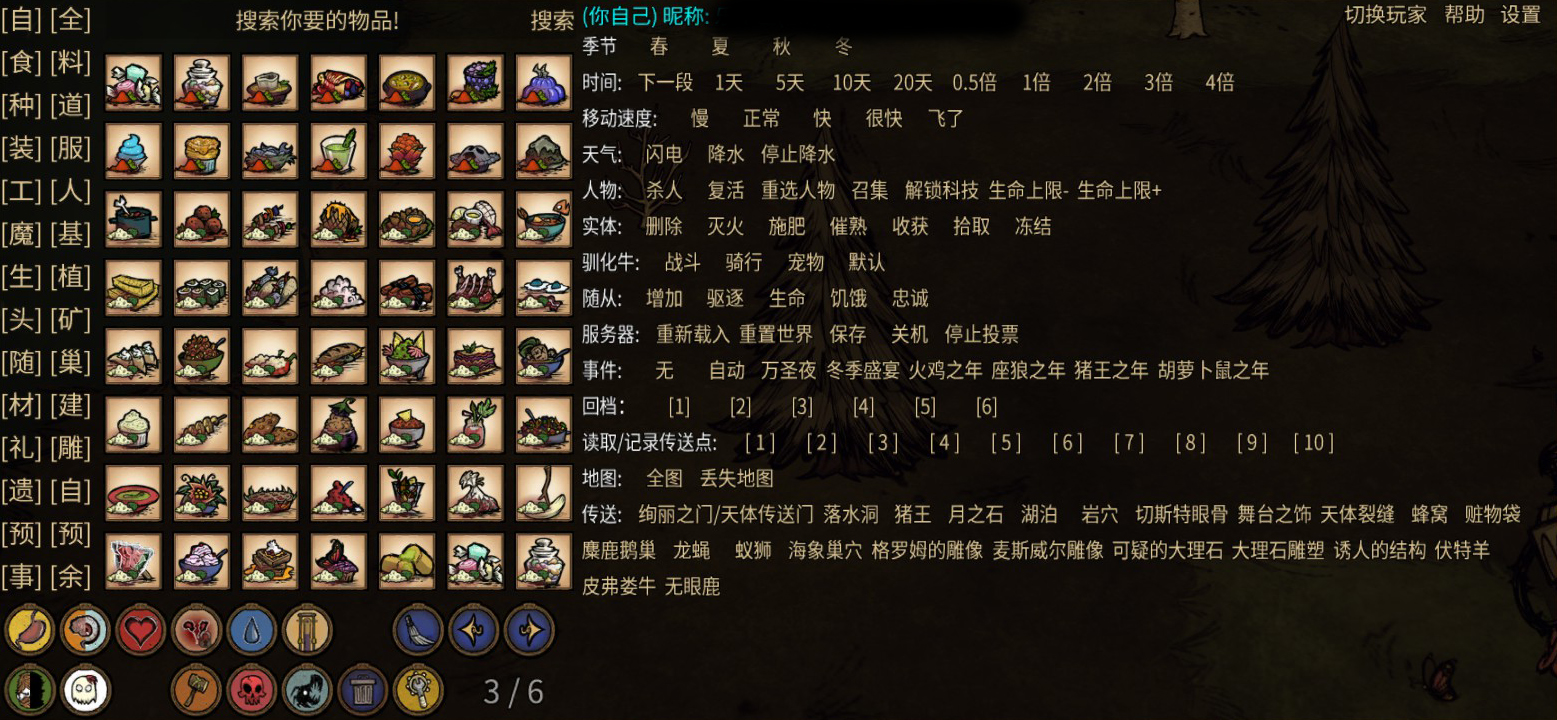 [自] [全]
[食] [料]
[种] [道]
[装] [服]
[工] [人]
[魔] [基]
[生] [植]
[头] [矿]
[随] [巢]
[材] [建]
[礼] [雕]
[遗] [自]
[预] [预]
[事] [余]
搜索你要的物品! 搜索
3/6
(你自己) 昵称:
切换玩家 帮助 设置
季节 春 夏 秋 冬
时间: 下一段 1天 5天 10天 20天 0.5倍 1倍 2倍 3倍 4倍
移动速度: 慢 正常 快 很快 飞了
天气: 闪电 降水 停止降水
人物: 杀人 复活 重选人物 召集 解锁科技 生命上限- 生命上限+
实体: 删除 灭火 施肥 催熟 收获 拾取 冻结
驯化牛: 战斗 骑行 宠物 默认
随从: 增加 驱逐 生命 饥饿 忠诚
服务器: 重新载入 重置世界 保存 关机 停止投票
事件: 无 自动 万圣夜 冬季盛宴 火鸡之年 座狼之年 猪王之年 胡萝卜鼠之年
回档: [1] [2] [3] [4] [5] [6]
读取/记录传送点: [1] [2] [3] [4] [5] [6] [7] [8] [9] [10]
地图: 全图 丢失地图
传送: 绚丽之门/天体传送门 落水洞 猪王 月之石 湖泊 岩穴 切斯特眼骨 舞台之饰 天体裂缝 蜂窝 赃物袋
麋鹿鹅巢 龙蝇 蚁狮 海象巢穴 格罗姆的雕像 麦斯威尔雕像 可疑的大理石 大理石雕塑 诱人的结构 伏特羊
皮弗娄牛 无眼鹿